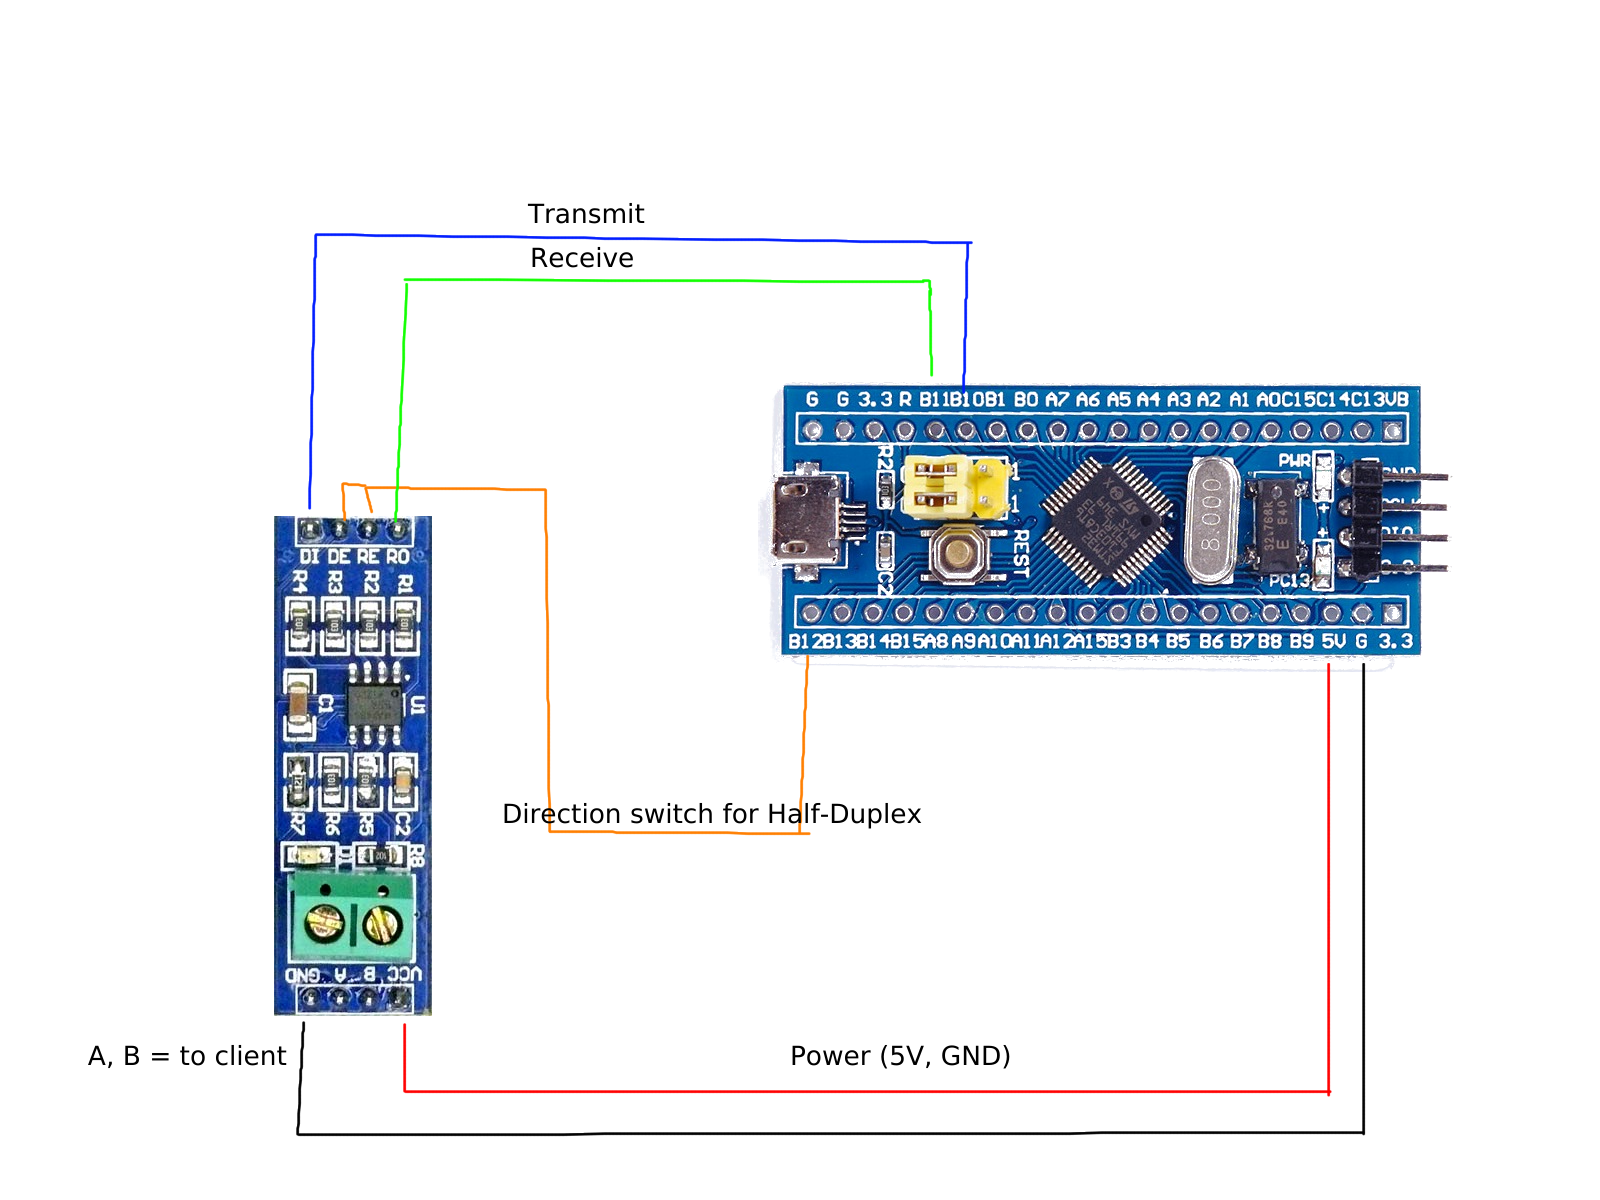 Transmit
Receive
G G 3.3 R B11 B10 B1 B0 A7 A6 A5 A4 A3 A2 A1 A0 C15 C14 C13 VB
R2
PWR
8.000
32.768K
E E40
REST
C2
PC13
B12 B13 B14 B15 A8 A9 A10 A11 A12 A15 B3 B4 B5 B6 B7 B8 B9 5V G 3.3
DI DE RE RO
R4 R3 R2 R1
C1 U1
Direction switch for Half-Duplex
R7 R6 R5 C2
R8
GND A B VCC
A, B = to client
Power (5V, GND)